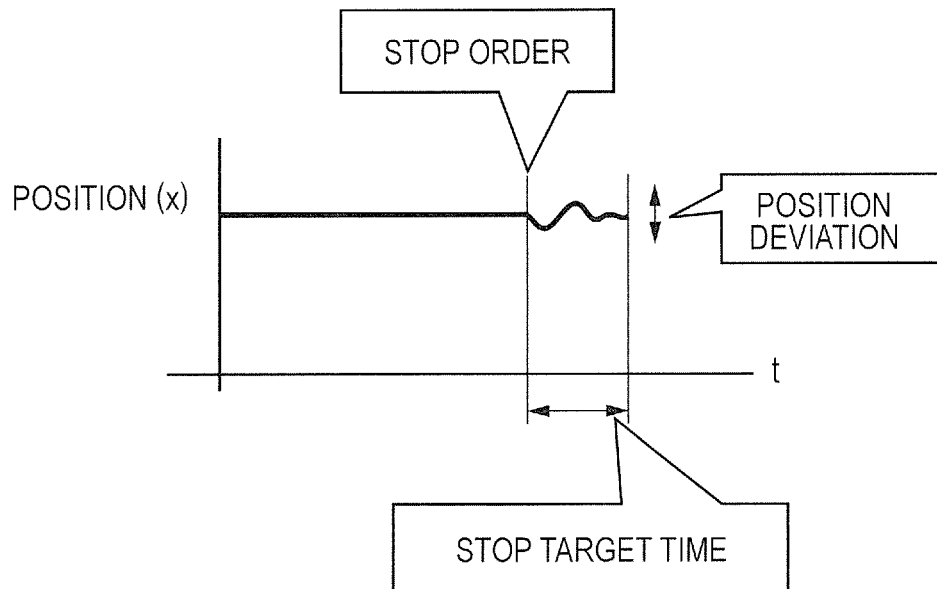 STOP ORDER
POSITION (x)
POSITION
DEVIATION
t
STOP TARGET TIME